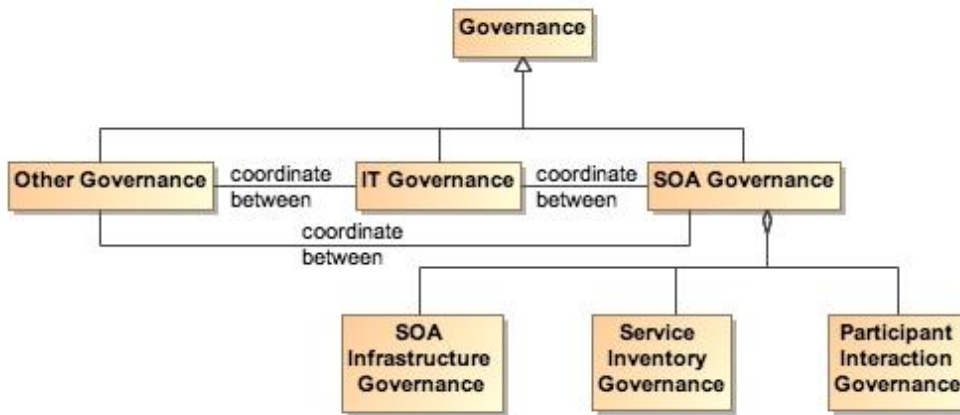 Governance
Other Governance
coordinate
between
IT Governance
coordinate
between
SOA Governance
coordinate
between
SOA
Infrastructure
Governance
Service
Inventory
Governance
Participant
Interaction
Governance